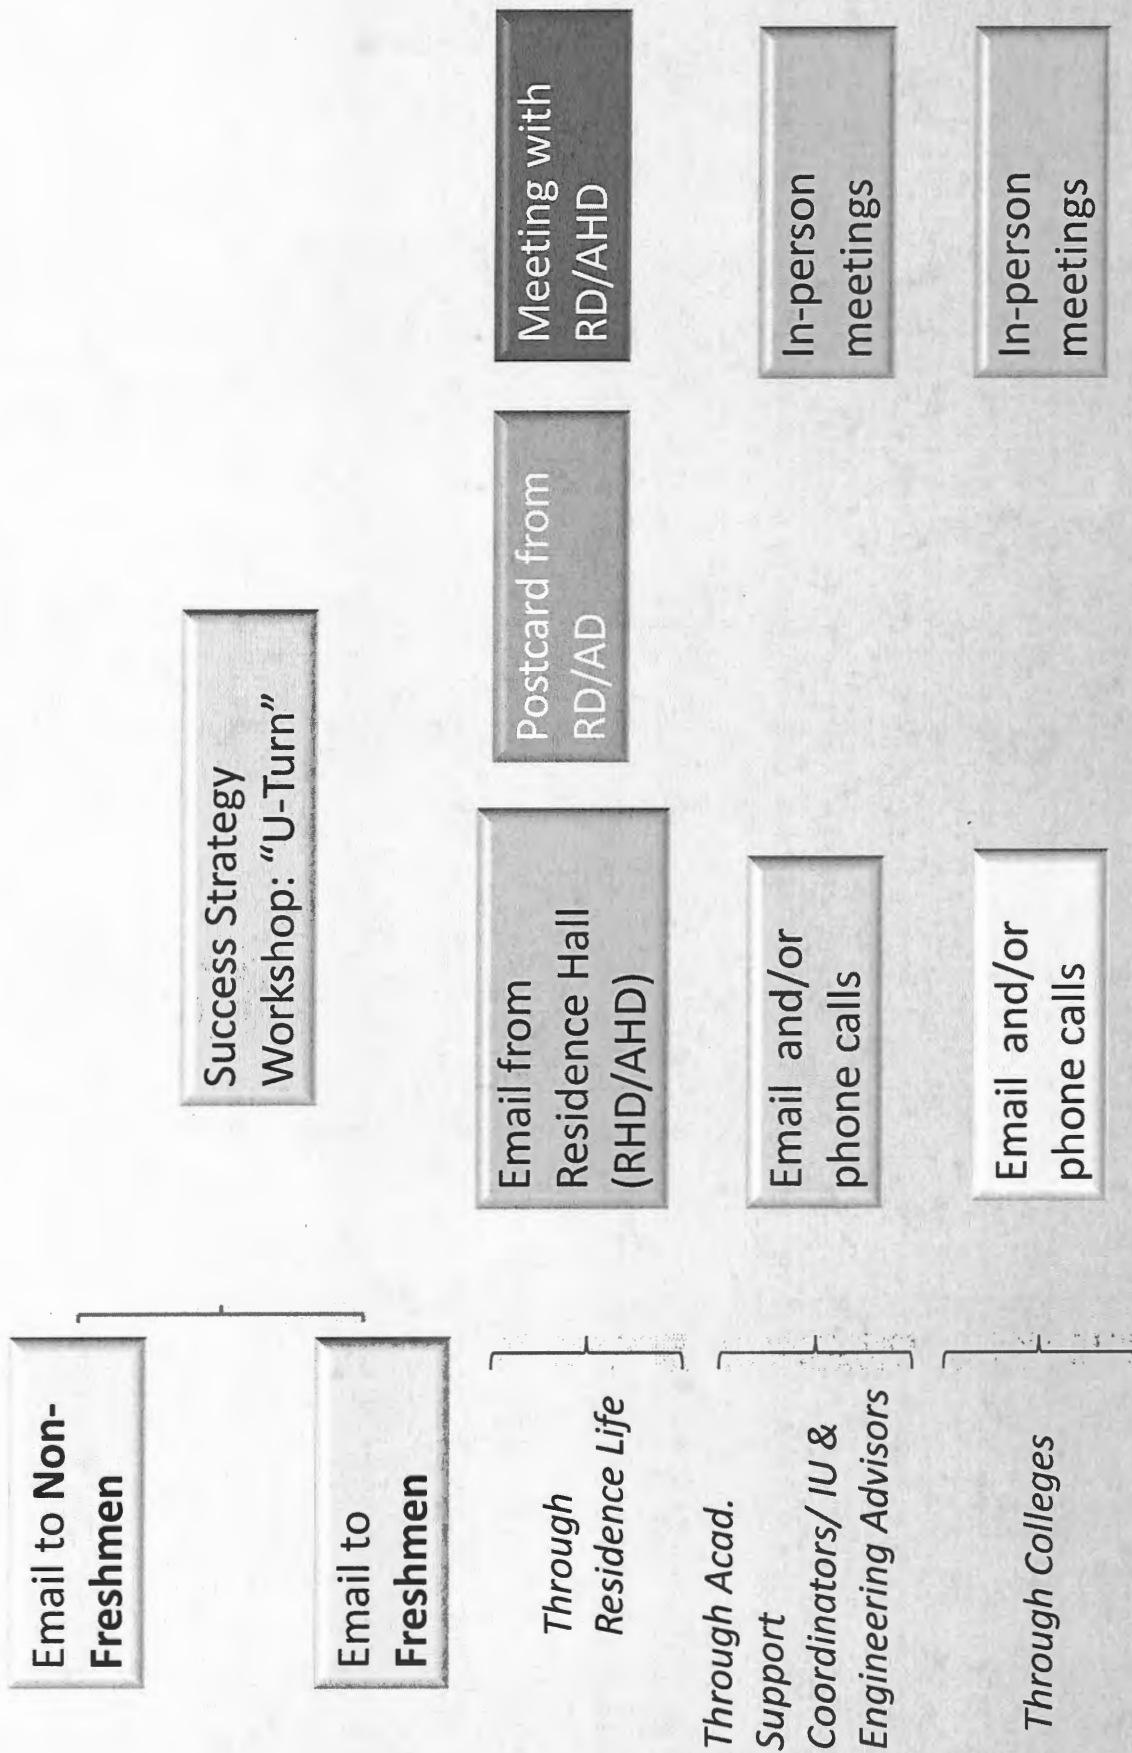 Email to Non-
Freshmen
Success Strategy
Workshop: “U-Turn”
Email to
Freshmen
Through
Residence Life
Email from
Residence Hall
(RHD/AHD)
Postcard from
RD/AD
Meeting with
RD/AHD
Through Acad.
Support
Coordinators/ IU &
Engineering Advisors
Email and/or
phone calls
In-person
meetings
Through Colleges
Email and/or
phone calls
In-person
meetings